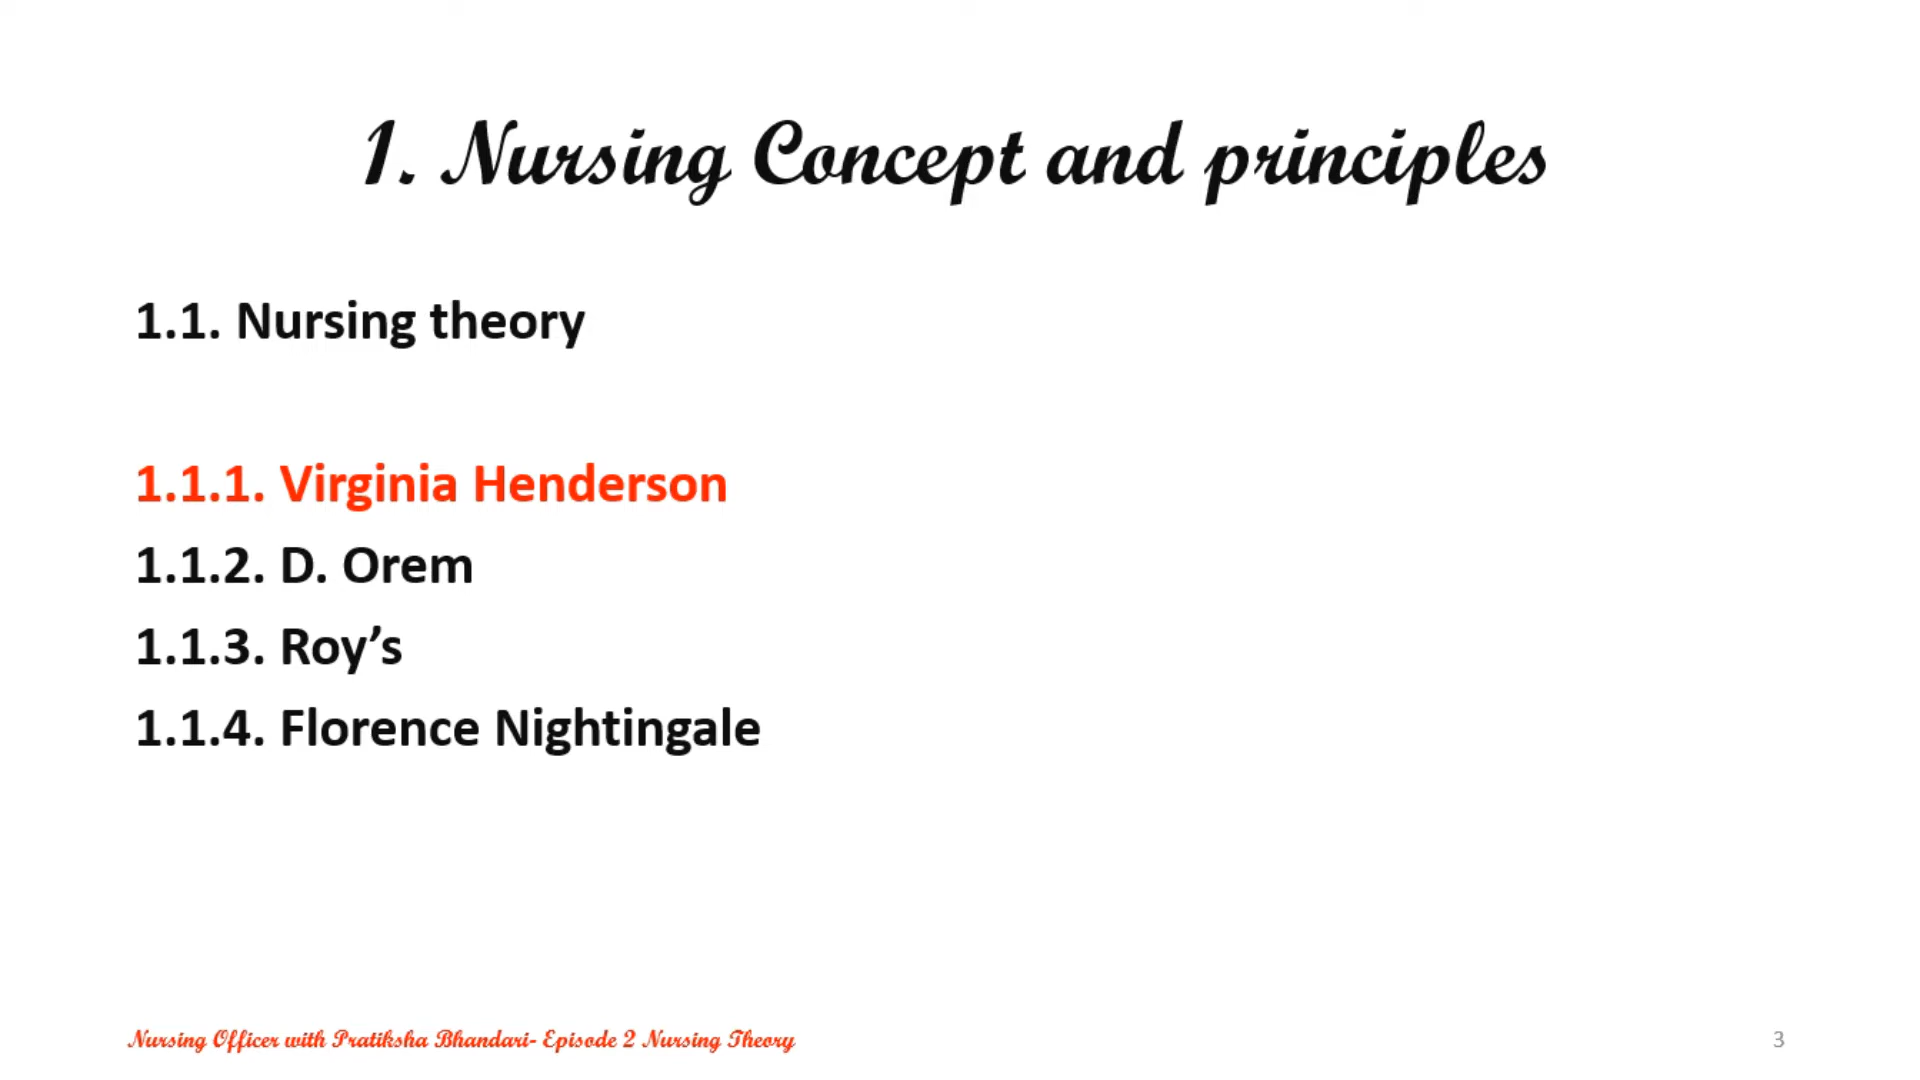 1. Nursing Concept and principles
1.1. Nursing theory
1.1.1. Virginia Henderson
1.1.2. D. Orem
1.1.3. Roy’s
1.1.4. Florence Nightingale
Nursing Officer with Pratiksha Bhandari- Episode 2 Nursing Theory
3